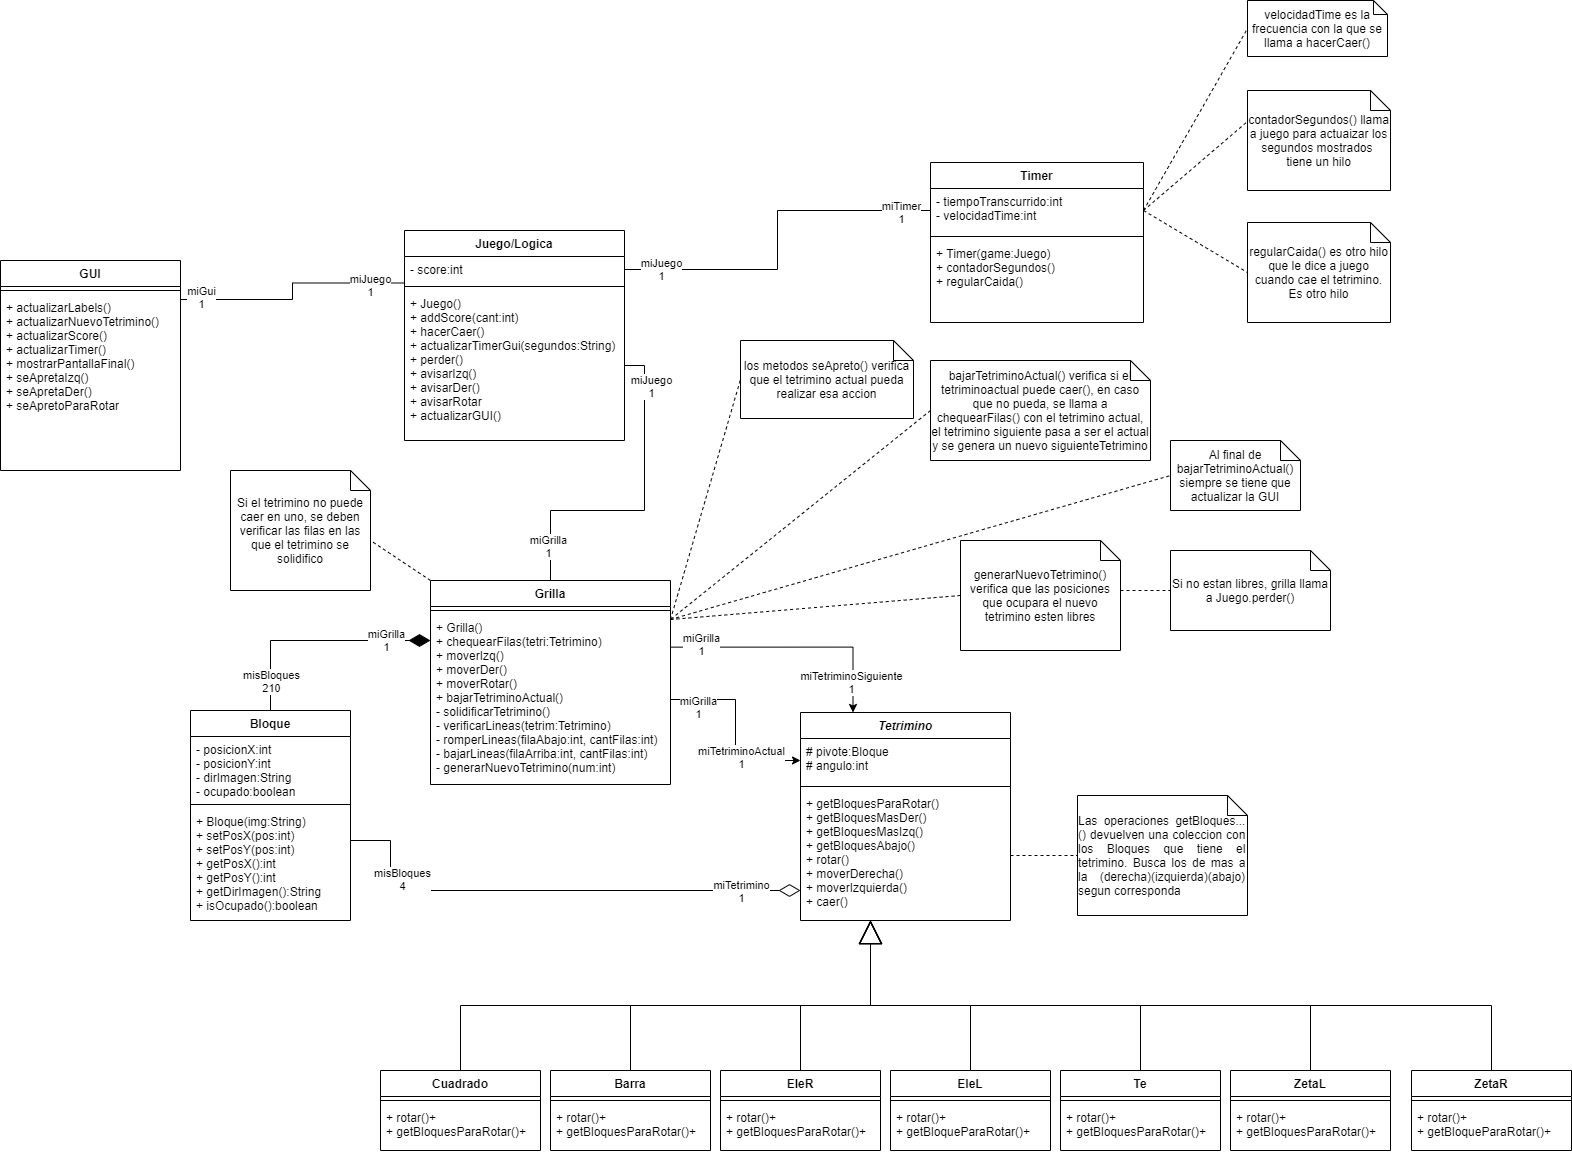 velocidadTime es la
frecuencia con la que se
llama a hacerCaer()
contadorSegundos() llama
a juego para actuaizar los
segundos mostrados
tiene un hilo
Timer
- tiempoTranscurrido:int
- velocidadTime:int
+ Timer(game:Juego)
+ contadorSegundos()
+ regularCaida()
miTimer
1
regularCaida() es otro hilo
que le dice a juego
cuando cae el tetrimino.
Es otro hilo
Juego/Logica
- score:int
+ Juego()
+ addScore(cant:int)
+ hacerCaer()
+ actualizarTimerGui(segundos:String)
+ perder()
+ avisarIzq()
+ avisarDer()
+ avisarRotar
+ actualizarGUI()
miJuego
1
miJuego
1
miJuego
1
GUI
+ actualizarLabels()
+ actualizarNuevoTetrimino()
+ actualizarScore()
+ actualizarTimer()
+ mostrarPantallaFinal()
+ seApretaIzq()
+ seApretaDer()
+ seApretoParaRotar
miGui
1
los metodos seApreto() verifica
que el tetrimino actual pueda
realizar esa accion
bajarTetriminoActual() verifica si el
tetriminoactual puede caer(), en caso
que no pueda, se llama a
chequearFilas() con el tetrimino actual,
el tetrimino siguiente pasa a ser el actual
y se genera un nuevo siguienteTetrimino
Al final de
bajarTetriminoActual()
siempre se tiene que
actualizar la GUI
Si el tetrimino no puede
caer en uno, se deben
verificar las filas en las
que el tetrimino se
solidifico
miGrilla
1
generarNuevoTetrimino()
verifica que las posiciones
que ocupara el nuevo
tetrimino esten libres
Si no estan libres, grilla llama
a Juego.perder()
Grilla
+ Grilla()
+ chequearFilas(tetri:Tetrimino)
+ moverIzq()
+ moverDer()
+ moverRotar()
+ bajarTetriminoActual()
- solidificarTetrimino()
- verificarLineas(tetrim:Tetrimino)
- romperLineas(filaAbajo:int, cantFilas:int)
- bajarLineas(filaArriba:int, cantFilas:int)
- generarNuevoTetrimino(num:int)
miGrilla
1
misBloques
210
miGrilla
1
miTetriminoSiguiente
1
miGrilla
1
miTetriminoActual
1
Bloque
- posicionX:int
- posicionY:int
- dirImagen:String
- ocupado:boolean
+ Bloque(img:String)
+ setPosX(pos:int)
+ setPosY(pos:int)
+ getPosX():int
+ getPosY():int
+ getDirImagen():String
+ isOcupado():boolean
misBloques
4
miTetrimino
1
Tetrimino
# pivote:Bloque
# angulo:int
+ getBloquesParaRotar()
+ getBloquesMasDer()
+ getBloquesMasIzq()
+ getBloquesAbajo()
+ rotar()
+ moverDerecha()
+ moverIzquierda()
+ caer()
Las operaciones getBloques...
() devuelven una coleccion con
los Bloques que tiene el
tetrimino. Busca los de mas a
la (derecha)(izquierda)(abajo)
segun corresponda
Cuadrado
+ rotar()+
+ getBloquesParaRotar()+
Barra
+ rotar()+
+ getBloquesParaRotar()+
EleR
+ rotar()+
+ getBloquesParaRotar()+
EleL
+ rotar()+
+ getBloqueParaRotar()+
Te
+ rotar()+
+ getBloquesParaRotar()+
ZetaL
+ rotar()+
+ getBloquesParaRotar()+
ZetaR
+ rotar()+
+ getBloqueParaRotar()+